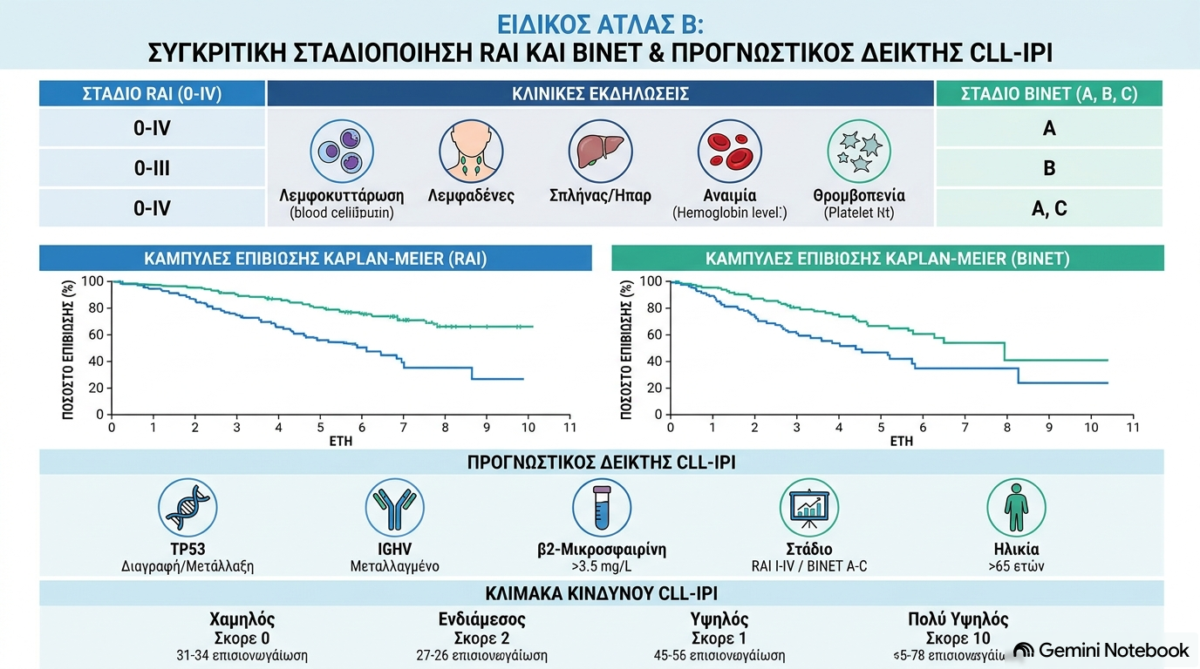 ΕΙΔΙΚΟΣ ΑΤΛΑΣ Β:
ΣΥΓΚΡΙΤΙΚΗ ΣΤΑΔΙΟΠΟΙΗΣΗ RAI ΚΑΙ BINET & ΠΡΟΓΝΩΣΤΙΚΟΣ ΔΕΙΚΤΗΣ CLL-IPI
ΣΤΑΔΙΟ RAI (0-IV)
ΚΛΙΝΙΚΕΣ ΕΚΔΗΛΩΣΕΙΣ
ΣΤΑΔΙΟ BINET (A, B, C)
0-IV
A
0-III
B
0-IV
A, C
Λεμφοκυττάρωση
(blood
Λεμφαδένες
Σπλήνας/Ήπαρ
Αναιμία
(Hemoglobin level:)
Θρομβοπενία
(Platelet
ΚΑΜΠΥΛΕΣ ΕΠΙΒΙΩΣΗΣ KAPLAN-MEIER (RAI)
ΠΟΣΟΣΤΟ ΕΠΙΒΙΩΣΗΣ (%)
100
80
60
40
20
0
0 1 2 3 4 5 6 7 8 9 10 11
ΕΤΗ
ΚΑΜΠΥΛΕΣ ΕΠΙΒΙΩΣΗΣ KAPLAN-MEIER (BINET)
ΠΟΣΟΣΤΟ ΕΠΙΒΙΩΣΗΣ (%)
100
80
60
40
20
0
0 1 2 3 4 5 6 7 8 9 10 11
ΕΤΗ
ΠΡΟΓΝΩΣΤΙΚΟΣ ΔΕΙΚΤΗΣ CLL-IPI
TP53
Διαγραφή/Μετάλλαξη
IGHV
Μεταλλαγμένο
β2-Μικροσφαιρίνη
>3.5 mg/L
Στάδιο
RAI I-IV / BINET A-C
Ηλικία
>65 ετών
ΚΛΙΜΑΚΑ ΚΙΝΔΥΝΟΥ CLL-IPI
Χαμηλός
Σκορε 0
31-34
Ενδιάμεσος
Σκορε 2
27-26
Υψηλός
Σκορε 1
45-56
Πολύ Υψηλός
Σκορε 10
Gemini Notebook